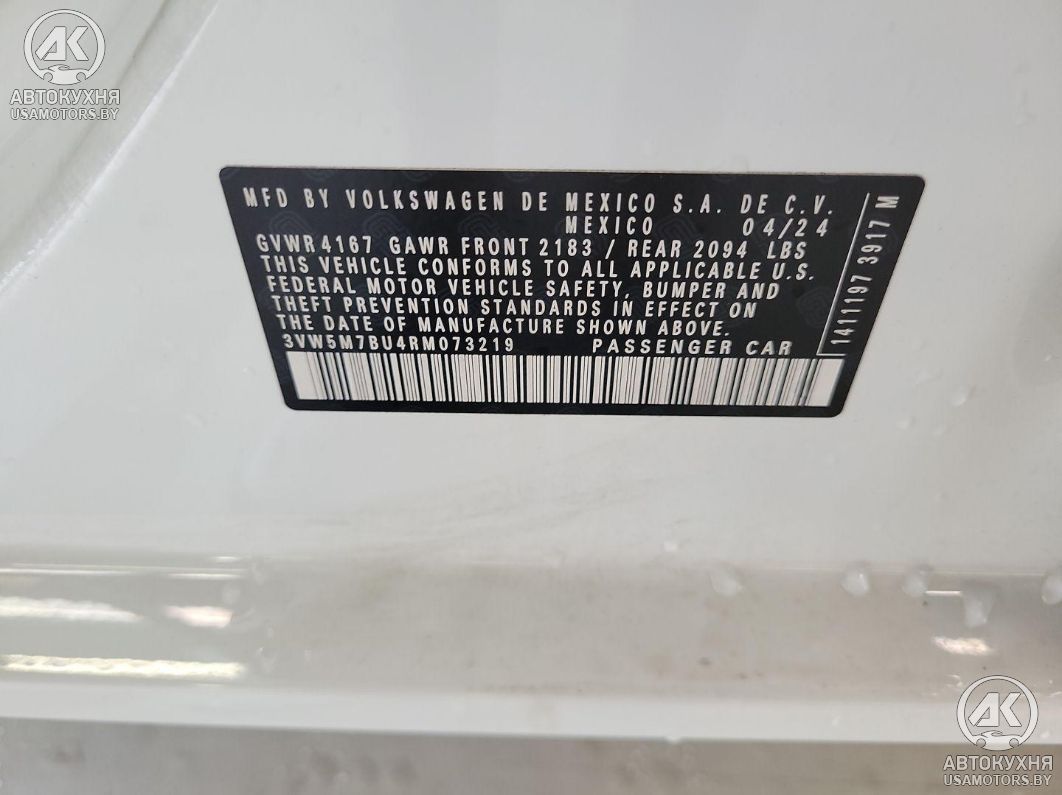 AK
АВТОКУХНЯ
USAMOTORS.BY
MFD BY VOLKSWAGEN DE MEXICO S.A. DE C.V.
MEXICO 04/24
GVWR 4167 GAWR FRONT 2183 / REAR 2094 LBS
THIS VEHICLE CONFORMS TO ALL APPLICABLE U.S.
FEDERAL MOTOR VEHICLE SAFETY, BUMPER AND
THEFT PREVENTION STANDARDS IN EFFECT ON
THE DATE OF MANUFACTURE SHOWN ABOVE.
3VW5M7BU4RM073219 PASSENGER CAR
1411197 3917 M
AK
АВТОКУХНЯ
USAMOTORS.BY